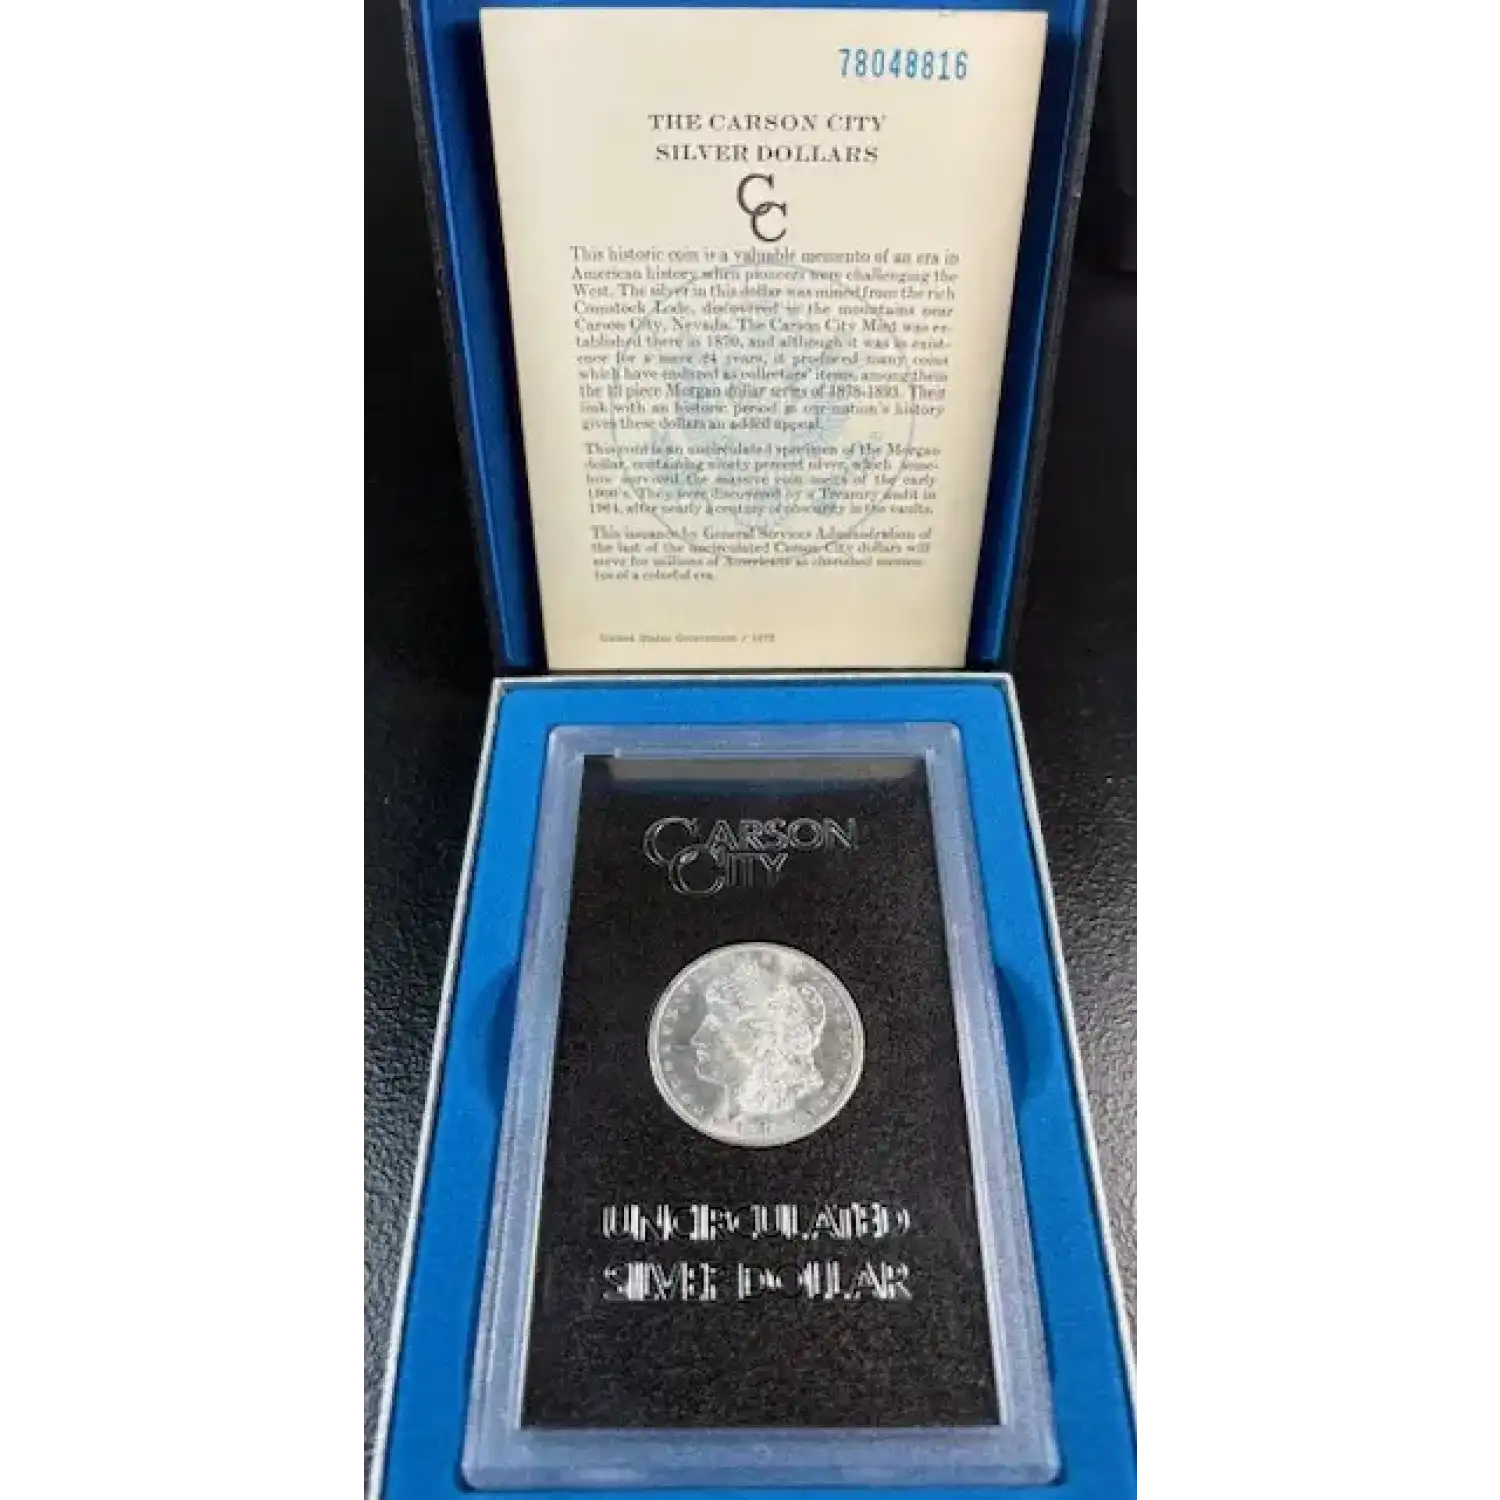 78048816
THE CARSON CITY
SILVER DOLLARS
CC
This historic coin is a valuable memento of an era in
American history when pioneers were challenging the
West. The silver in this dollar was mined from the rich
Comstock Lode, discovered in the mountains near
Carson City, Nevada. The Carson City Mint was es-
tablished there in 1870, and although it was in exist-
ence for a mere 24 years, it produced many coins
which have endured as collectors' items, among them
the 13 piece Morgan dollar series of 1878-1893. Their
link with an historic period in our nation's history
gives these dollars an added appeal.
This coin is an uncirculated specimen of the Morgan
dollar, containing ninety percent silver, which some-
how survived the massive coin melts of the early
1900's. They were discovered by a Treasury audit in
1964, after nearly a century of obscurity in the vaults.
This issuance by General Services Administration of
the last of the uncirculated Carson City dollars will
serve for millions of Americans as cherished memen-
tos of a colorful era.
United States Government / 1972
CARSON
CITY
UNCIRCULATED
SILVER DOLLAR